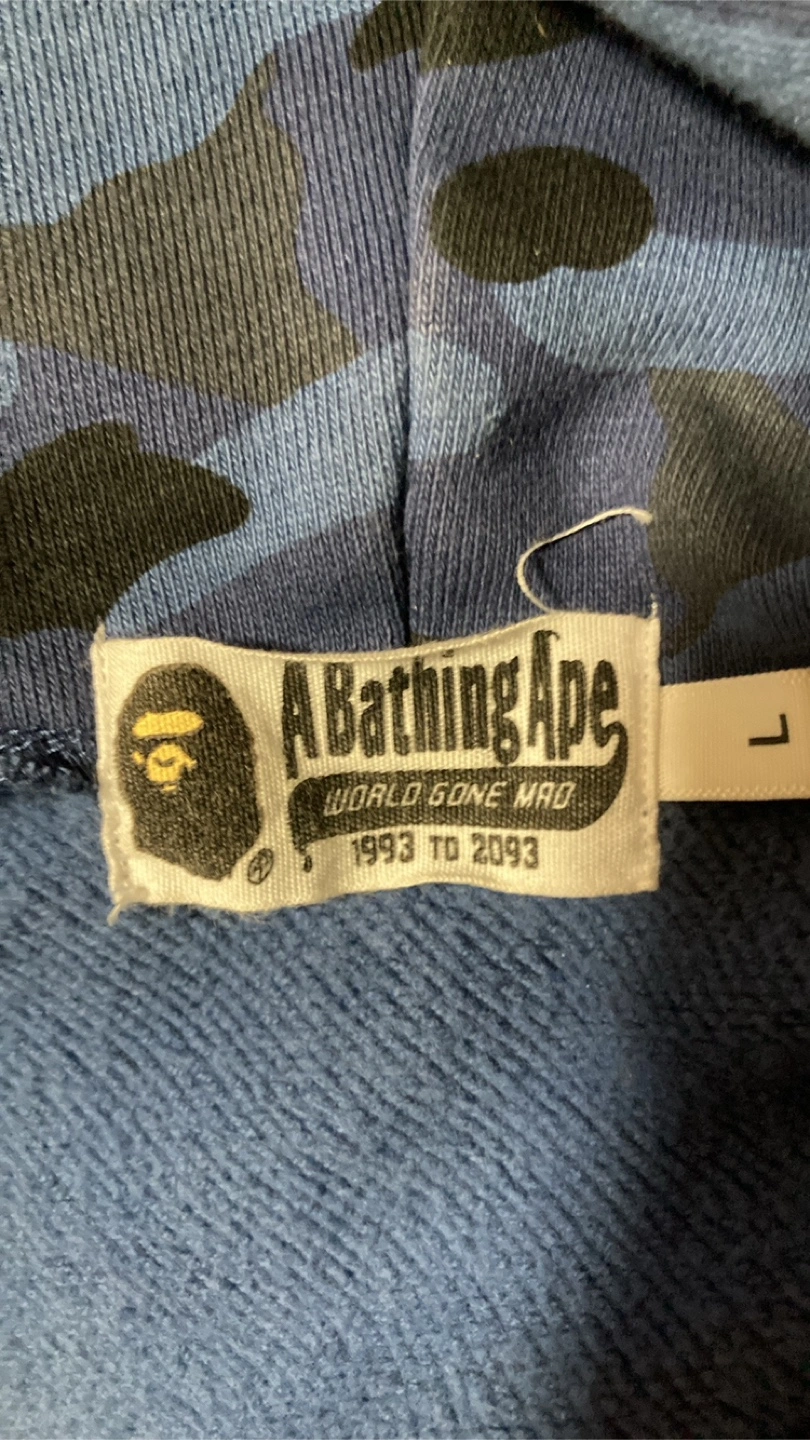 A Bathing Ape
WORLD GONE MAD
1993 TO 2093
®
L